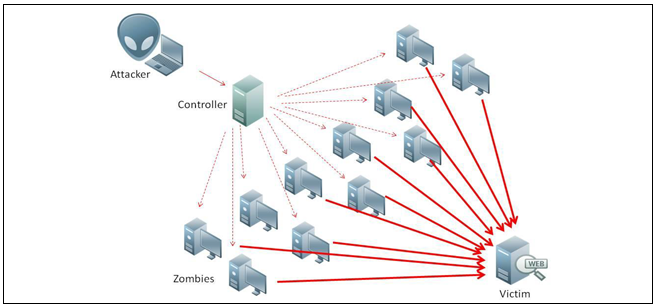 Attacker
Controller
Zombies
WEB
Victim